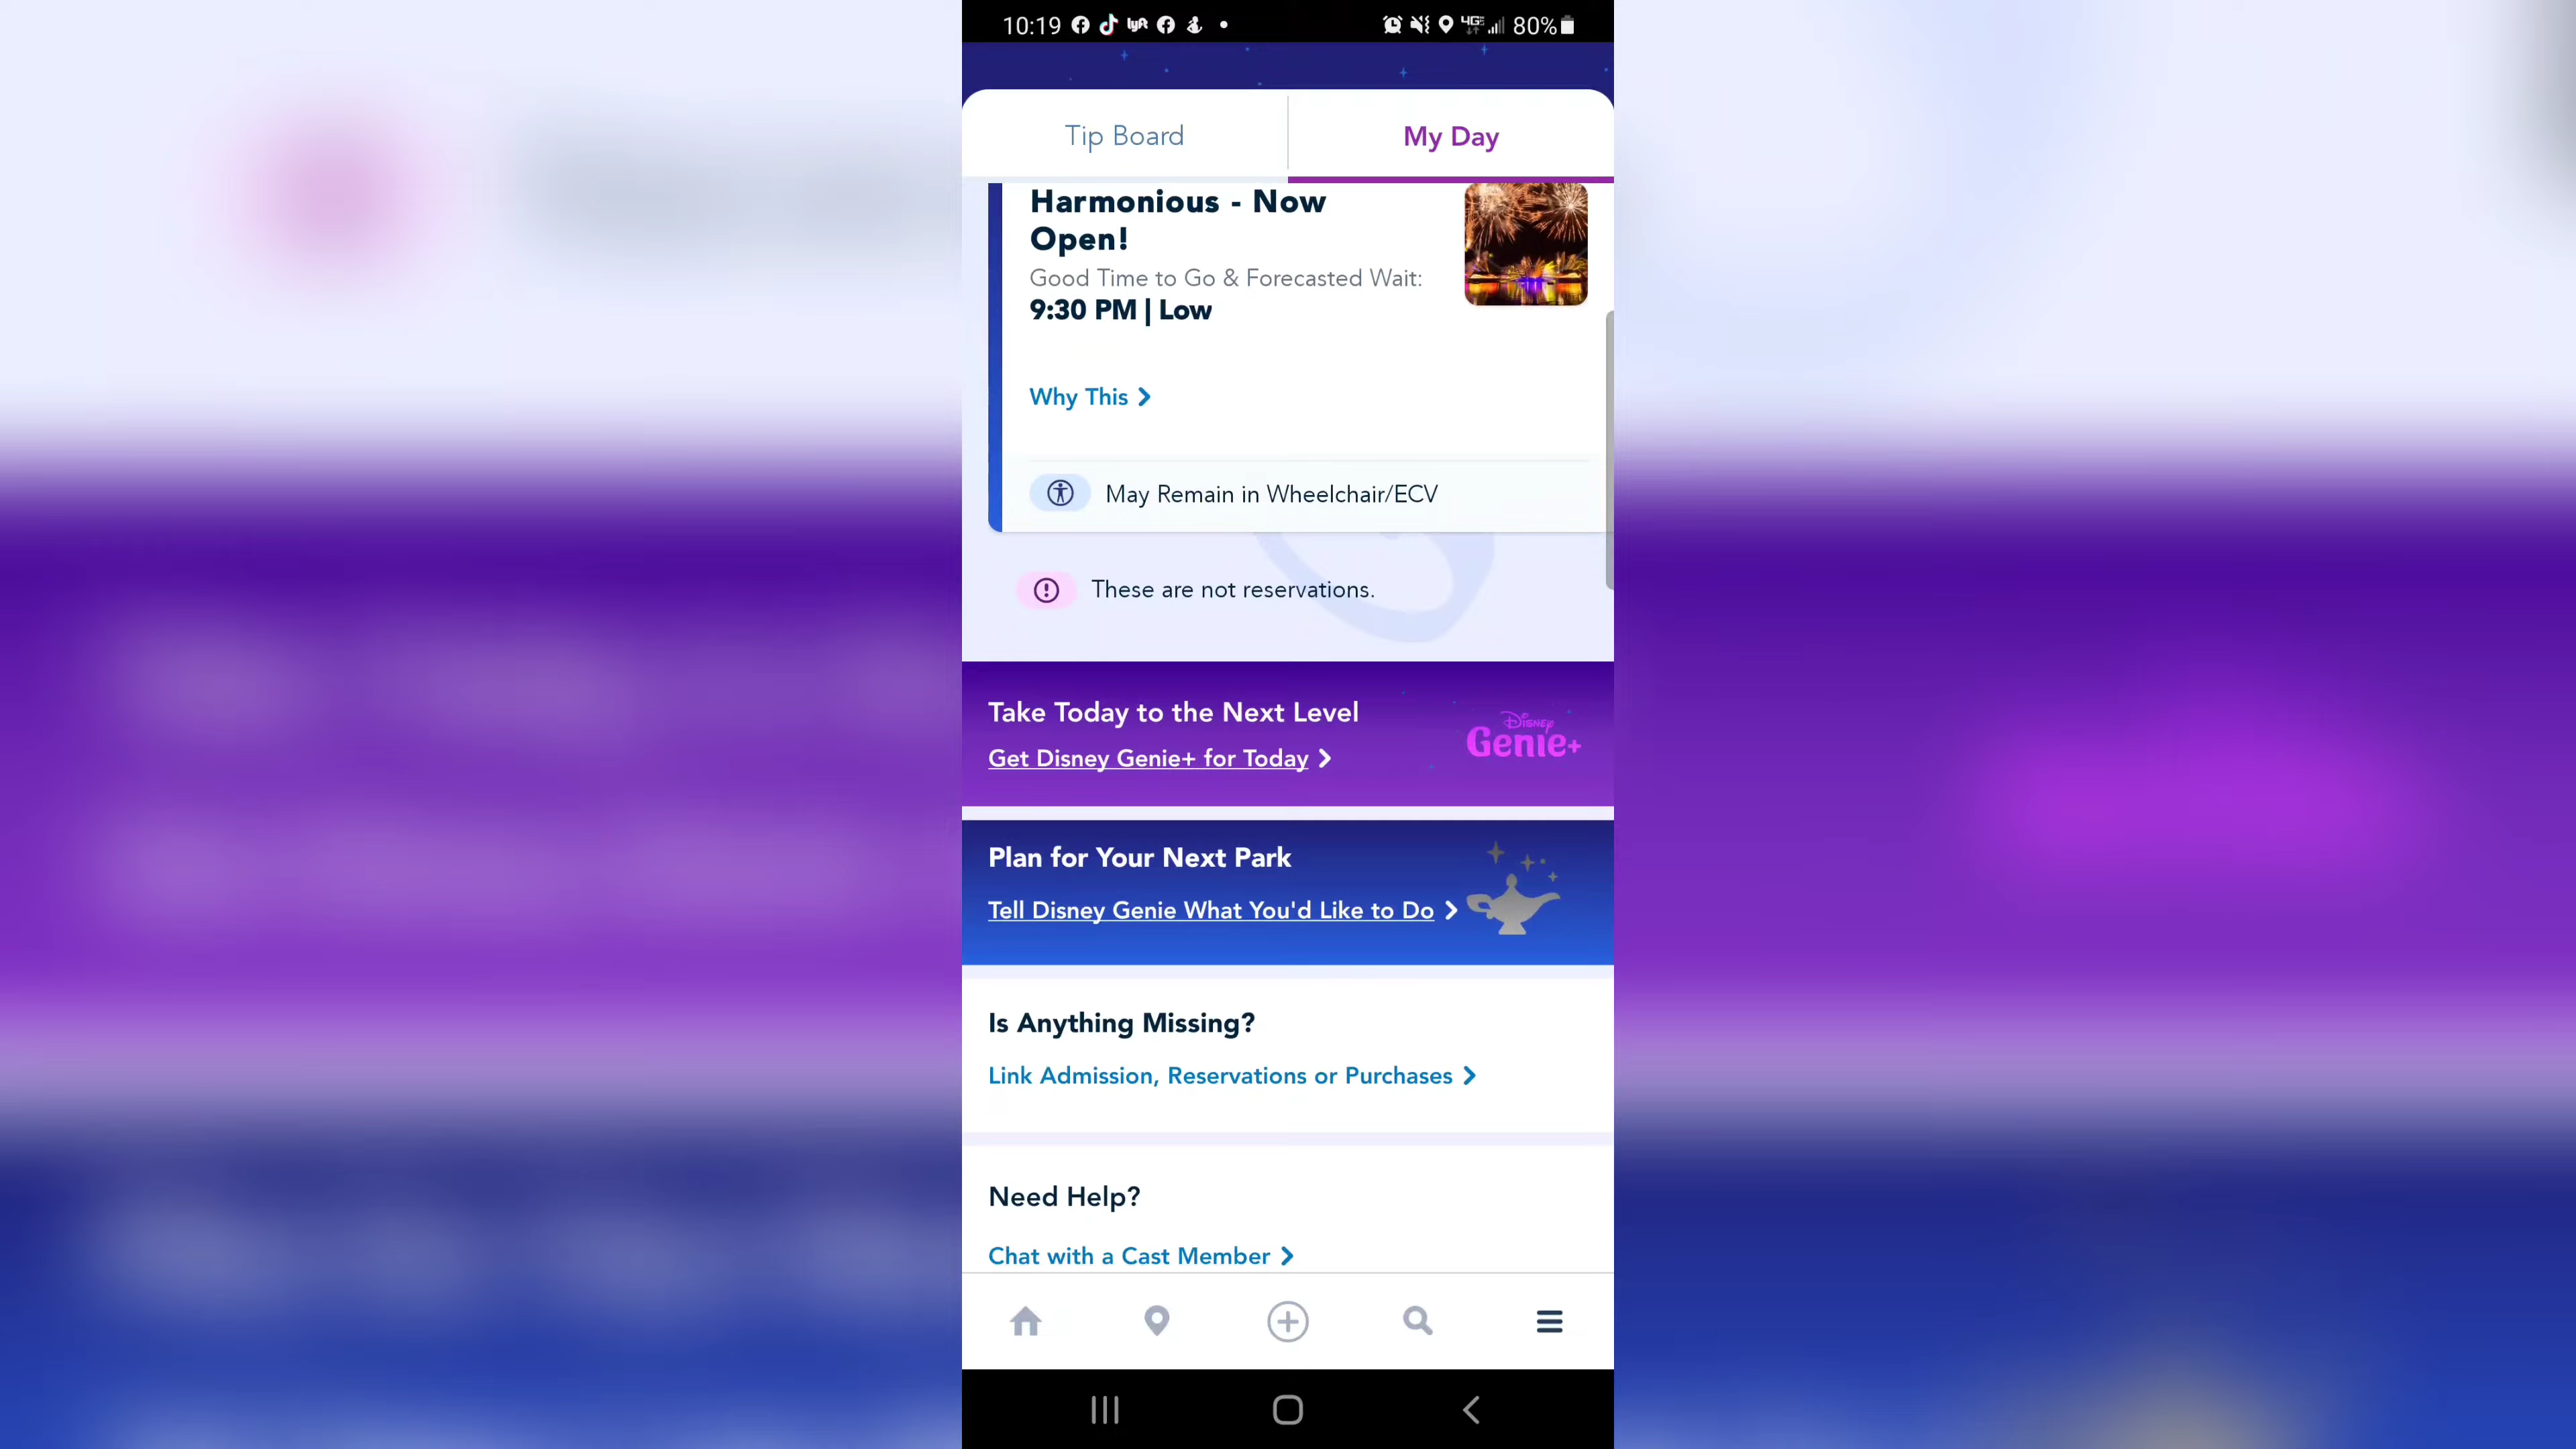 10:19 lyft 4GE 80%
Tip Board
My Day
Harmonious - Now
Open!
Good Time to Go & Forecasted Wait:
9:30 PM | Low
Why This
May Remain in Wheelchair/ECV
These are not reservations.
Take Today to the Next Level
Get Disney Genie+ for Today
Disney
Genie+
Plan for Your Next Park
Tell Disney Genie What You'd Like to Do
Is Anything Missing?
Link Admission, Reservations or Purchases
Need Help?
Chat with a Cast Member